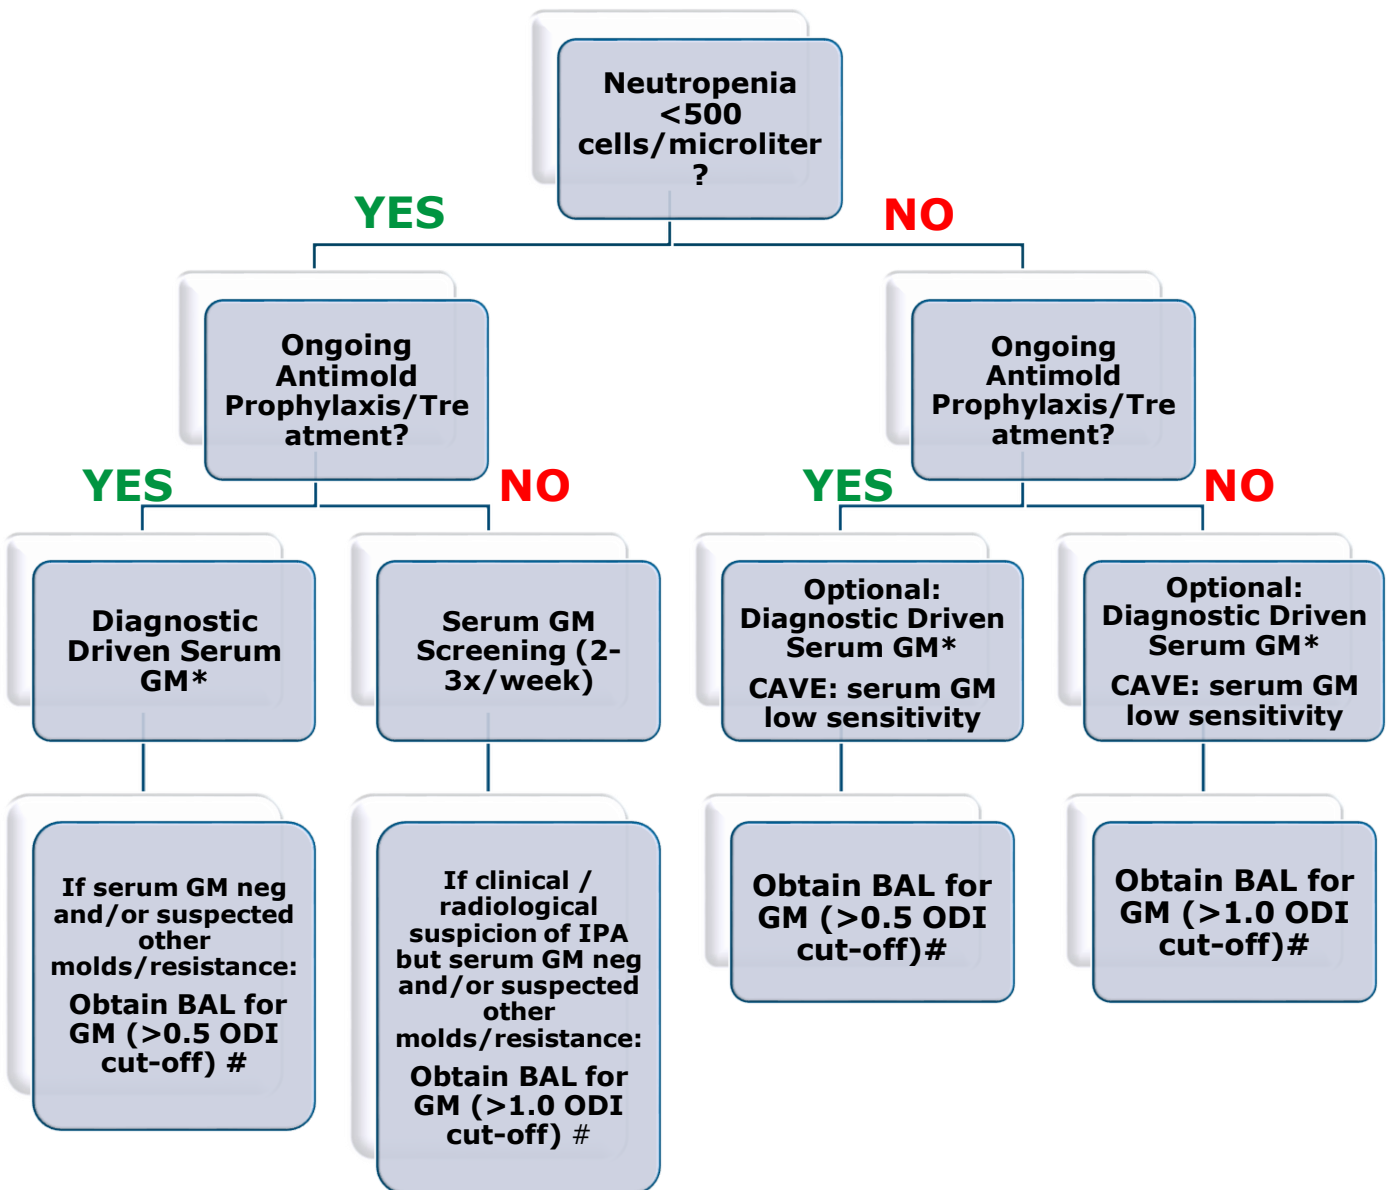 Neutropenia
<500
cells/microliter
?
YES
NO
Ongoing
Antimold
Prophylaxis/Tre
atment?
Ongoing
Antimold
Prophylaxis/Tre
atment?
YES
NO
YES
NO
Diagnostic
Driven Serum
GM*
Serum GM
Screening (2-
3x/week)
Optional:
Diagnostic Driven
Serum GM*
CAVE: serum GM
low sensitivity
Optional:
Diagnostic Driven
Serum GM*
CAVE: serum GM
low sensitivity
If serum GM neg
and/or suspected
other
molds/resistance:
Obtain BAL for
GM (>0.5 ODI
cut-off) #
If clinical /
radiological
suspicion of IPA
but serum GM neg
and/or suspected
other
molds/resistance:
Obtain BAL for
GM (>1.0 ODI
cut-off) #
Obtain BAL for
GM (>0.5 ODI
cut-off)#
Obtain BAL for
GM (>1.0 ODI
cut-off)#